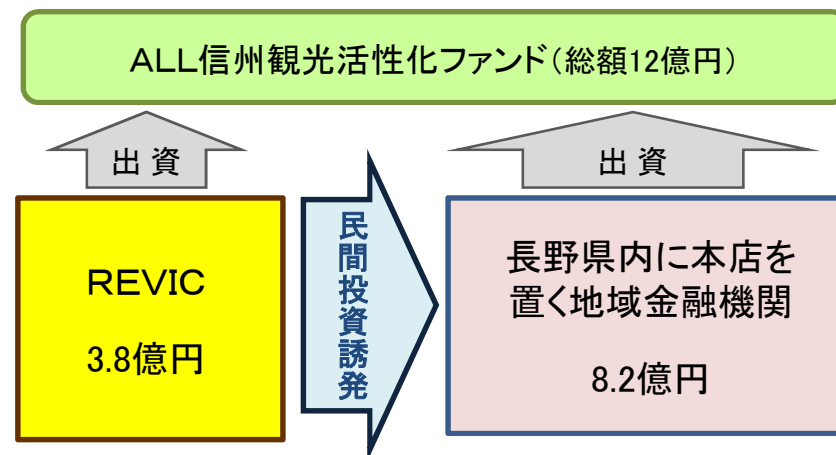 ALL信州観光活性化ファンド(総額12億円)
出資
出資
REVIC
3.8億円
民間投資誘発
長野県内に本店を
置く地域金融機関
8.2億円